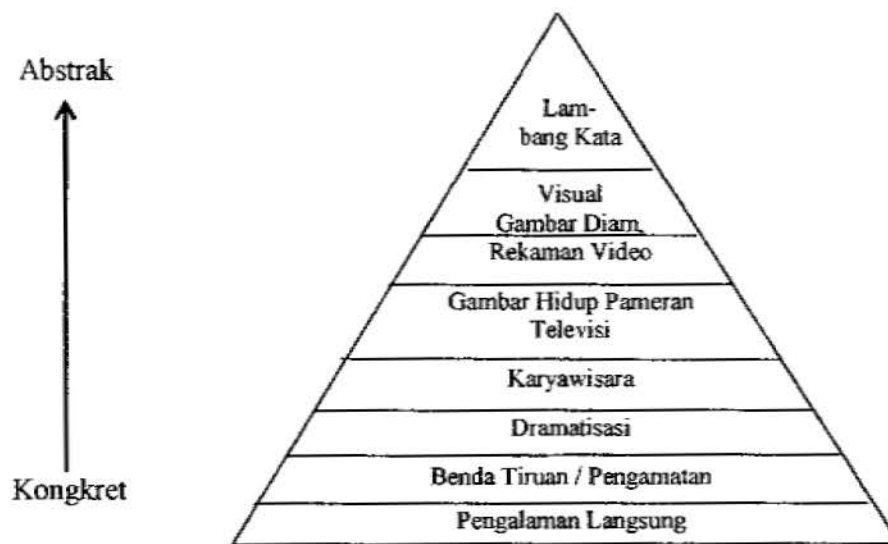 Abstrak
Lam-
bang Kata
Visual
Gambar Diam,
Rekaman Video
Gambar Hidup Pameran
Televisi
Karyawisara
Dramatisasi
Benda Tiruan / Pengamatan
Kongkret
Pengalaman Langsung